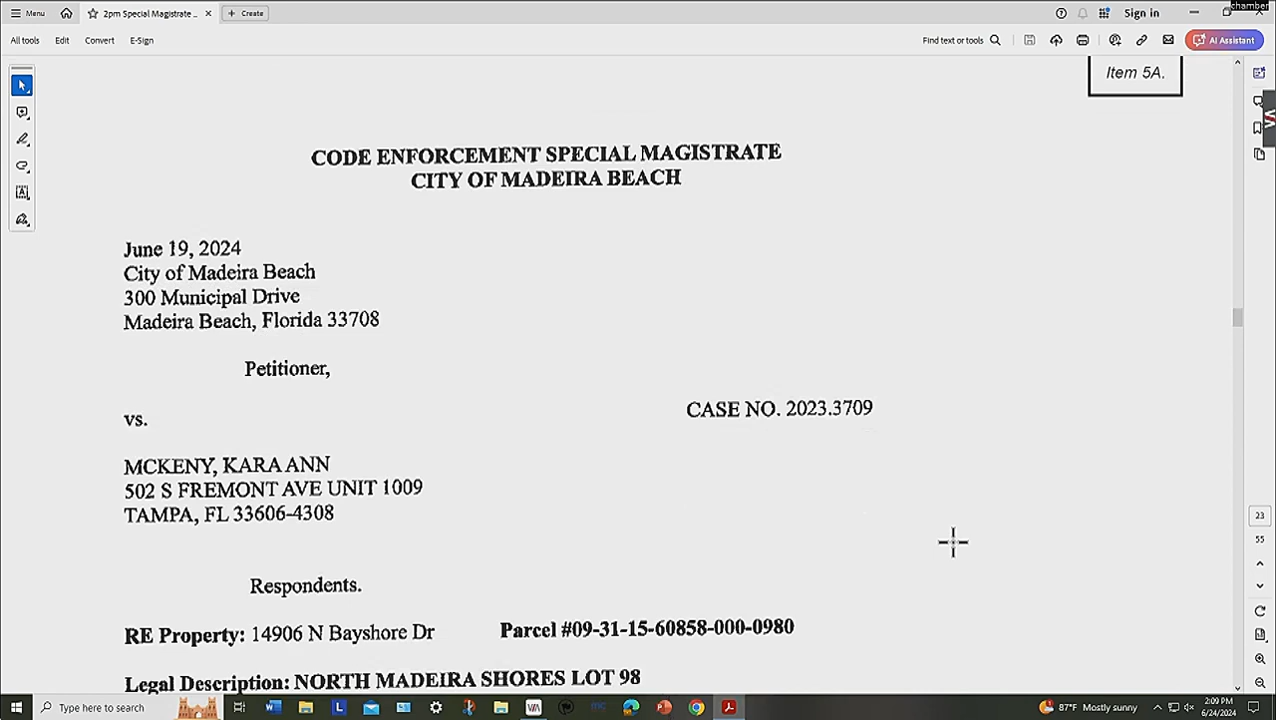 chamber
Menu
2pm Special Magistrate ...
Create
Sign in
All tools
Edit
Convert
E-Sign
Find text or tools
AI Assistant
Item 5A.
CODE ENFORCEMENT SPECIAL MAGISTRATE
CITY OF MADEIRA BEACH
June 19, 2024
City of Madeira Beach
300 Municipal Drive
Madeira Beach, Florida 33708
Petitioner,
CASE NO. 2023.3709
vs.
MCKENY, KARA ANN
502 S FREMONT AVE UNIT 1009
TAMPA, FL 33606-4308
23
55
Respondents.
RE Property: 14906 N Bayshore Dr Parcel #09-31-15-60858-000-0980
Legal Description: NORTH MADEIRA SHORES LOT 98
Type here to search
87°F Mostly sunny
2:09 PM
6/24/2024